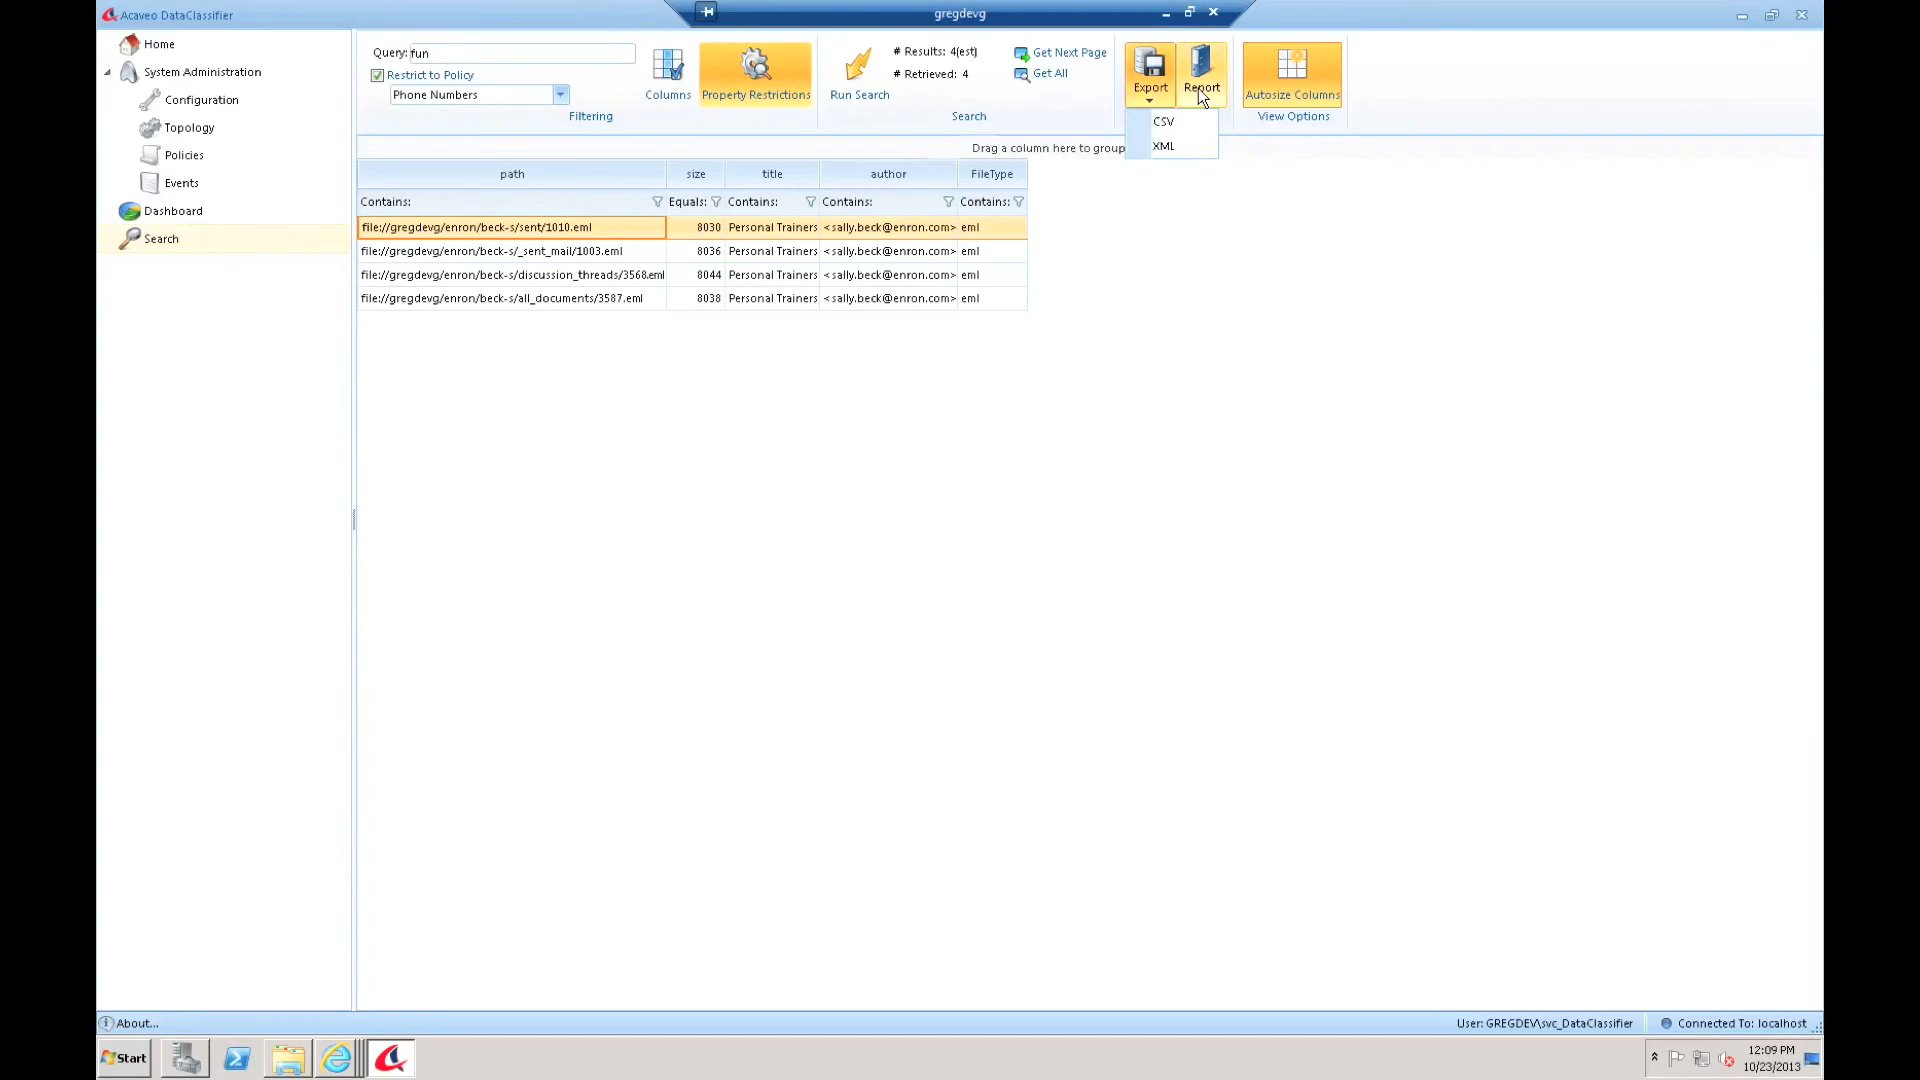 Acaveo DataClassifier
gregdevg
Home
System Administration
Configuration
Topology
Policies
Events
Dashboard
Search
Query: fun
Restrict to Policy
Phone Numbers
Filtering
Columns
Property Restrictions
Run Search
# Results: 4(est)
# Retrieved: 4
Get Next Page
Get All
Search
Export
Report
CSV
XML
Autosize Columns
View Options
Drag a column here to group
path size title author FileType
Contains: Equals: Contains: Contains: Contains:
file://gregdevg/enron/beck-s/sent/1010.eml 8030 Personal Trainers <sally.beck@enron.com> eml
file://gregdevg/enron/beck-s/_sent_mail/1003.eml 8036 Personal Trainers <sally.beck@enron.com> eml
file://gregdevg/enron/beck-s/discussion_threads/3568.eml 8044 Personal Trainers <sally.beck@enron.com> eml
file://gregdevg/enron/beck-s/all_documents/3587.eml 8038 Personal Trainers <sally.beck@enron.com> eml
About...
User: GREGDEV\svc_DataClassifier
Connected To: localhost
Start
12:09 PM
10/23/2013